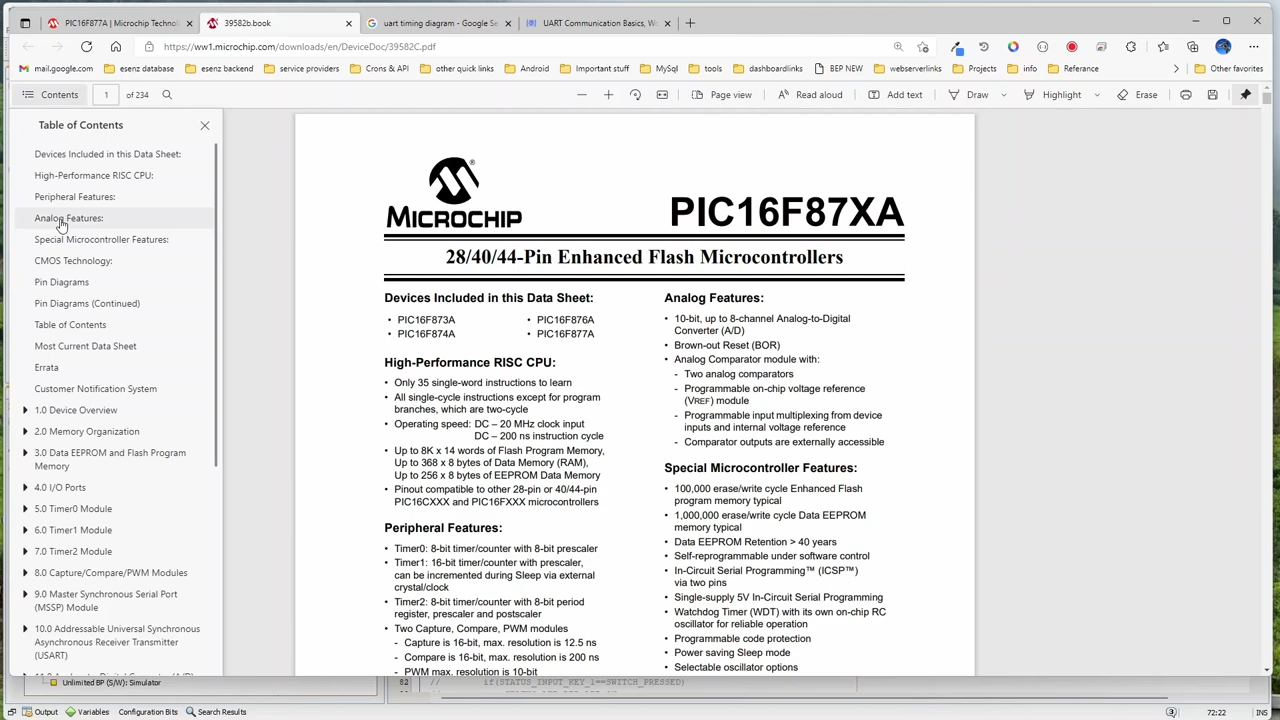 PIC16F877A | Microchip Technolo
39582b.book
uart timing diagram - Google Se
UART Communication Basics, Wo
https://ww1.microchip.com/downloads/en/DeviceDoc/39582C.pdf
mail.google.com
esenz database
esenz backend
service providers
Crons & API
other quick links
Android
Important stuff
MySql
tools
dashboardlinks
BEP NEW
webserverlinks
Projects
info
Referance
Other favorites
Contents
1 of 234
Page view
Read aloud
Add text
Draw
Highlight
Erase
Table of Contents
Devices Included in this Data Sheet:
High-Performance RISC CPU:
Peripheral Features:
Analog Features:
Special Microcontroller Features:
CMOS Technology:
Pin Diagrams
Pin Diagrams (Continued)
Table of Contents
Most Current Data Sheet
Errata
Customer Notification System
1.0 Device Overview
2.0 Memory Organization
3.0 Data EEPROM and Flash Program
Memory
4.0 I/O Ports
5.0 Timer0 Module
6.0 Timer1 Module
7.0 Timer2 Module
8.0 Capture/Compare/PWM Modules
9.0 Master Synchronous Serial Port
(MSSP) Module
10.0 Addressable Universal Synchronous
Asynchronous Receiver Transmitter
(USART)
MICROCHIP
PIC16F87XA
28/40/44-Pin Enhanced Flash Microcontrollers
Devices Included in this Data Sheet:
• PIC16F873A • PIC16F876A
• PIC16F874A • PIC16F877A
High-Performance RISC CPU:
• Only 35 single-word instructions to learn
• All single-cycle instructions except for program
branches, which are two-cycle
• Operating speed: DC – 20 MHz clock input
DC – 200 ns instruction cycle
• Up to 8K x 14 words of Flash Program Memory,
Up to 368 x 8 bytes of Data Memory (RAM),
Up to 256 x 8 bytes of EEPROM Data Memory
• Pinout compatible to other 28-pin or 40/44-pin
PIC16CXXX and PIC16FXXX microcontrollers
Peripheral Features:
• Timer0: 8-bit timer/counter with 8-bit prescaler
• Timer1: 16-bit timer/counter with prescaler,
can be incremented during Sleep via external
crystal/clock
• Timer2: 8-bit timer/counter with 8-bit period
register, prescaler and postscaler
• Two Capture, Compare, PWM modules
- Capture is 16-bit, max. resolution is 12.5 ns
- Compare is 16-bit, max. resolution is 200 ns
- PWM max. resolution is 10-bit
Analog Features:
• 10-bit, up to 8-channel Analog-to-Digital
Converter (A/D)
• Brown-out Reset (BOR)
• Analog Comparator module with:
- Two analog comparators
- Programmable on-chip voltage reference
(VREF) module
- Programmable input multiplexing from device
inputs and internal voltage reference
- Comparator outputs are externally accessible
Special Microcontroller Features:
• 100,000 erase/write cycle Enhanced Flash
program memory typical
• 1,000,000 erase/write cycle Data EEPROM
memory typical
• Data EEPROM Retention > 40 years
• Self-reprogrammable under software control
• In-Circuit Serial Programming™ (ICSP™)
via two pins
• Single-supply 5V In-Circuit Serial Programming
• Watchdog Timer (WDT) with its own on-chip RC
oscillator for reliable operation
• Programmable code protection
• Power saving Sleep mode
• Selectable oscillator options
Unlimited BP (S/W): Simulator
82 // if(STATUS_INPUT_KEY_1==SWITCH_PRESSED)
Output
Variables
Configuration Bits
Search Results
3
72:22
INS